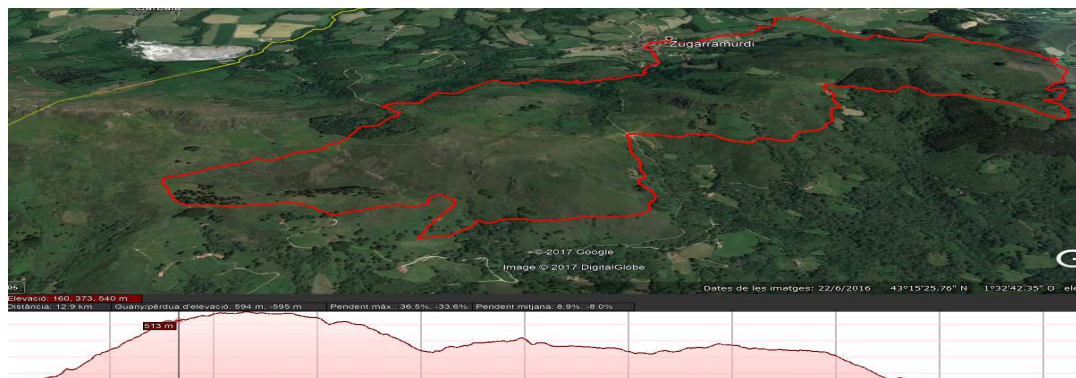 Zugarramurdi
©2017 Google
Image © 2017 DigitalGlobe
Dates de les imatges: 22/6/2016 43°15'25.76" N 1°32'42.35" O ele
Elevació: 160, 373, 540 m
Distància: 12.9 km Guany/pèrdua d'elevació: 594 m, -595 m Pendent màx.: 36.5%, -33.6% Pendent mitjana: 8.9%, -8.0%
513 m